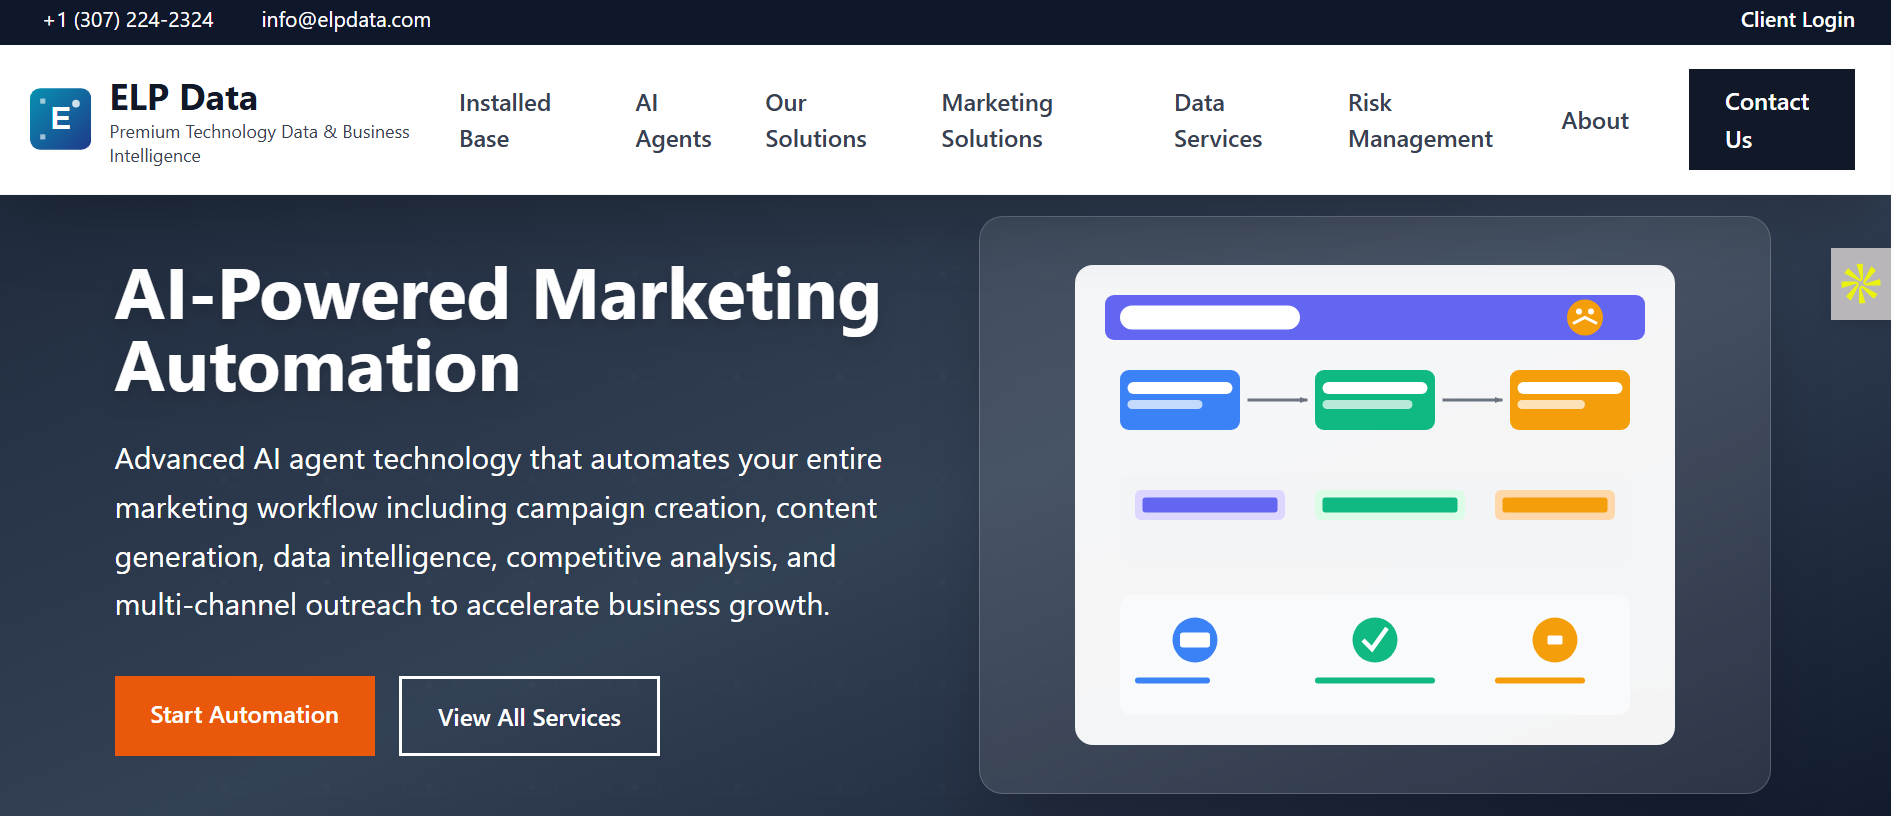 +1 (307) 224-2324
info@elpdata.com
Client Login
E
ELP Data
Premium Technology Data & Business
Intelligence
Installed
Base
AI
Agents
Our
Solutions
Marketing
Solutions
Data
Services
Risk
Management
About
Contact
Us
AI-Powered Marketing
Automation
Advanced AI agent technology that automates your entire
marketing workflow including campaign creation, content
generation, data intelligence, competitive analysis, and
multi-channel outreach to accelerate business growth.
Start Automation
View All Services